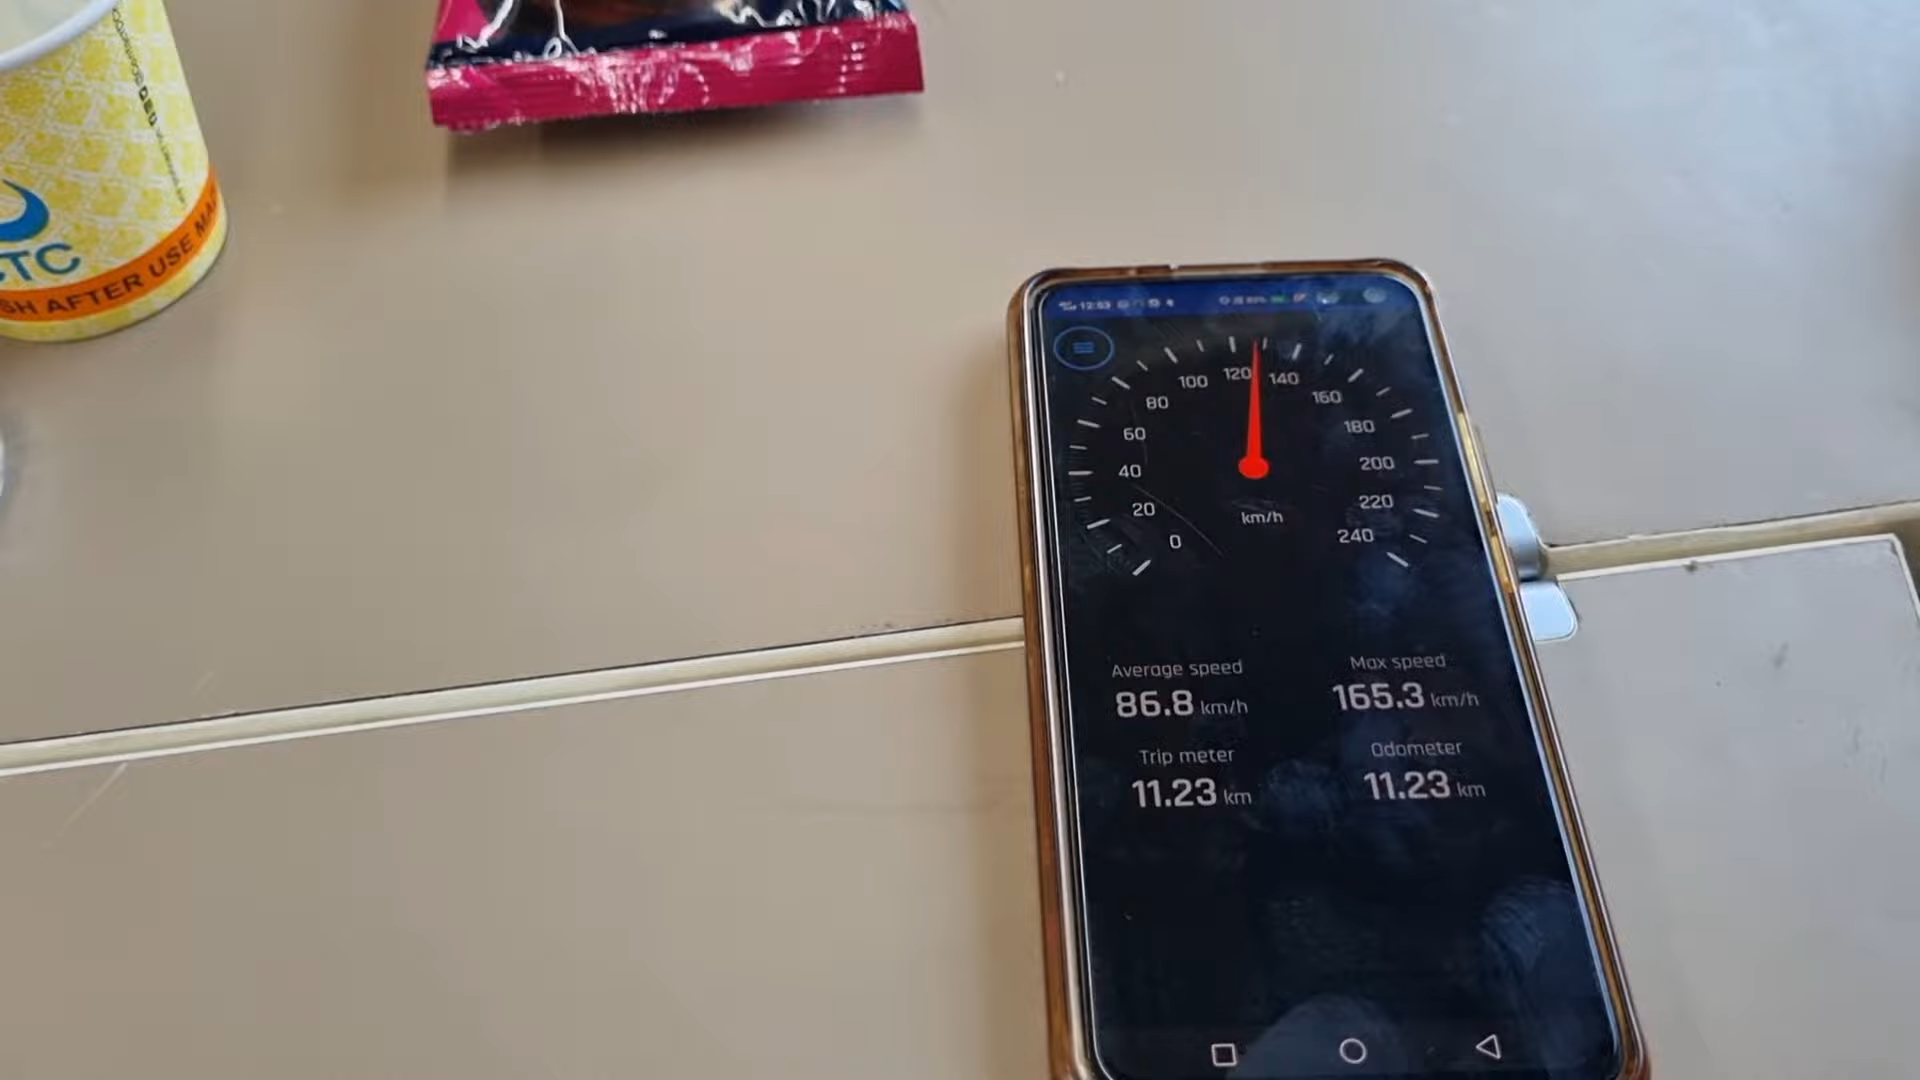 CTC
SH AFTER USE MA
12:53
100
120
140
80
160
60
180
40
200
20
220
0
km/h
240
Average speed
Max speed
86.8 km/h
165.3 km/h
Trip meter
Odometer
11.23 km
11.23 km